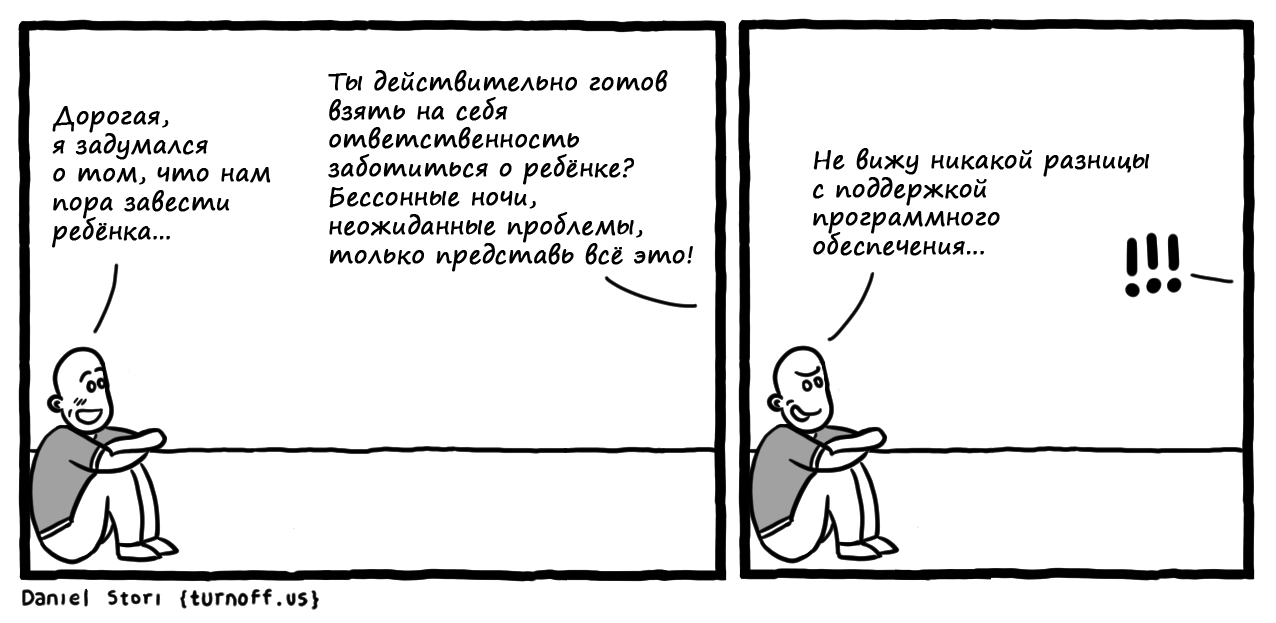 Дорогая,
я задумался
о том, что нам
пора завести
ребёнка...
Ты действительно готов
взять на себя
ответственность
заботиться о ребёнке?
Бессонные ночи,
неожиданные проблемы,
только представь всё это!
Не вижу никакой разницы
с поддержкой
программного
обеспечения...
!!!
Daniel Stori {turnoff.us}